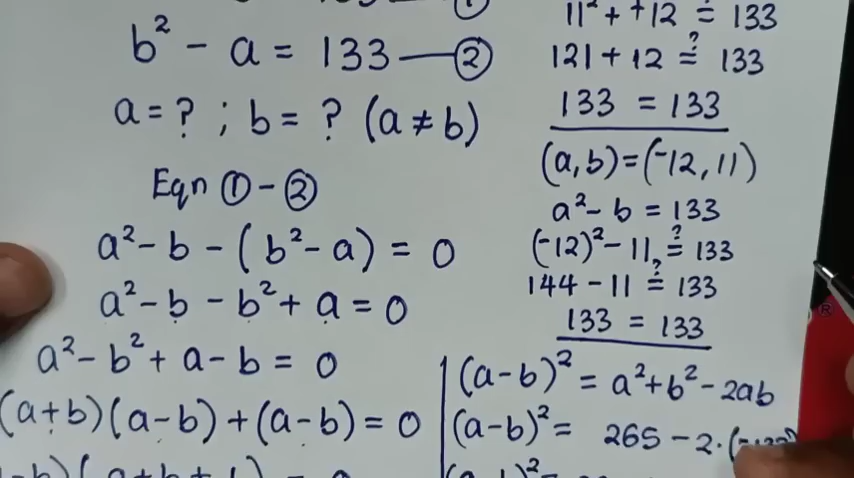 b² - a = 133 — ②
a = ? ; b = ? (a ≠ b)
Eqn ① - ②
a² - b - (b² - a) = 0
a² - b - b² + a = 0
a² - b² + a - b = 0
(a+b)(a-b) + (a-b) = 0
11² + +12 ≟ 133
121 + 12 ≟ 133
133 = 133
(a, b) = (-12, 11)
a² - b = 133
(-12)² - 11 ≟ 133
144 - 11 ≟ 133
133 = 133
(a-b)² = a² + b² - 2ab
(a-b)² = 265 - 2·(